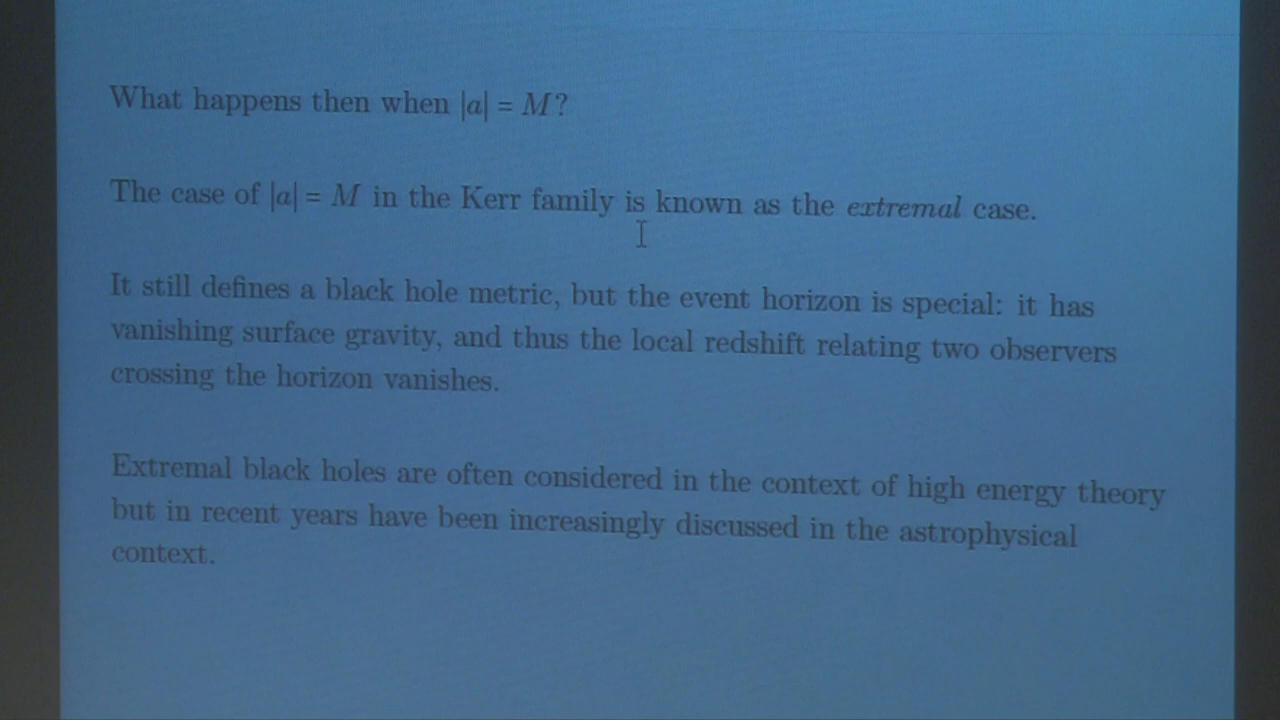 What happens then when |a| = M?
The case of |a| = M in the Kerr family is known as the extremal case.
It still defines a black hole metric, but the event horizon is special: it has
vanishing surface gravity, and thus the local redshift relating two observers
crossing the horizon vanishes.
Extremal black holes are often considered in the context of high energy theory
but in recent years have been increasingly discussed in the astrophysical
context.